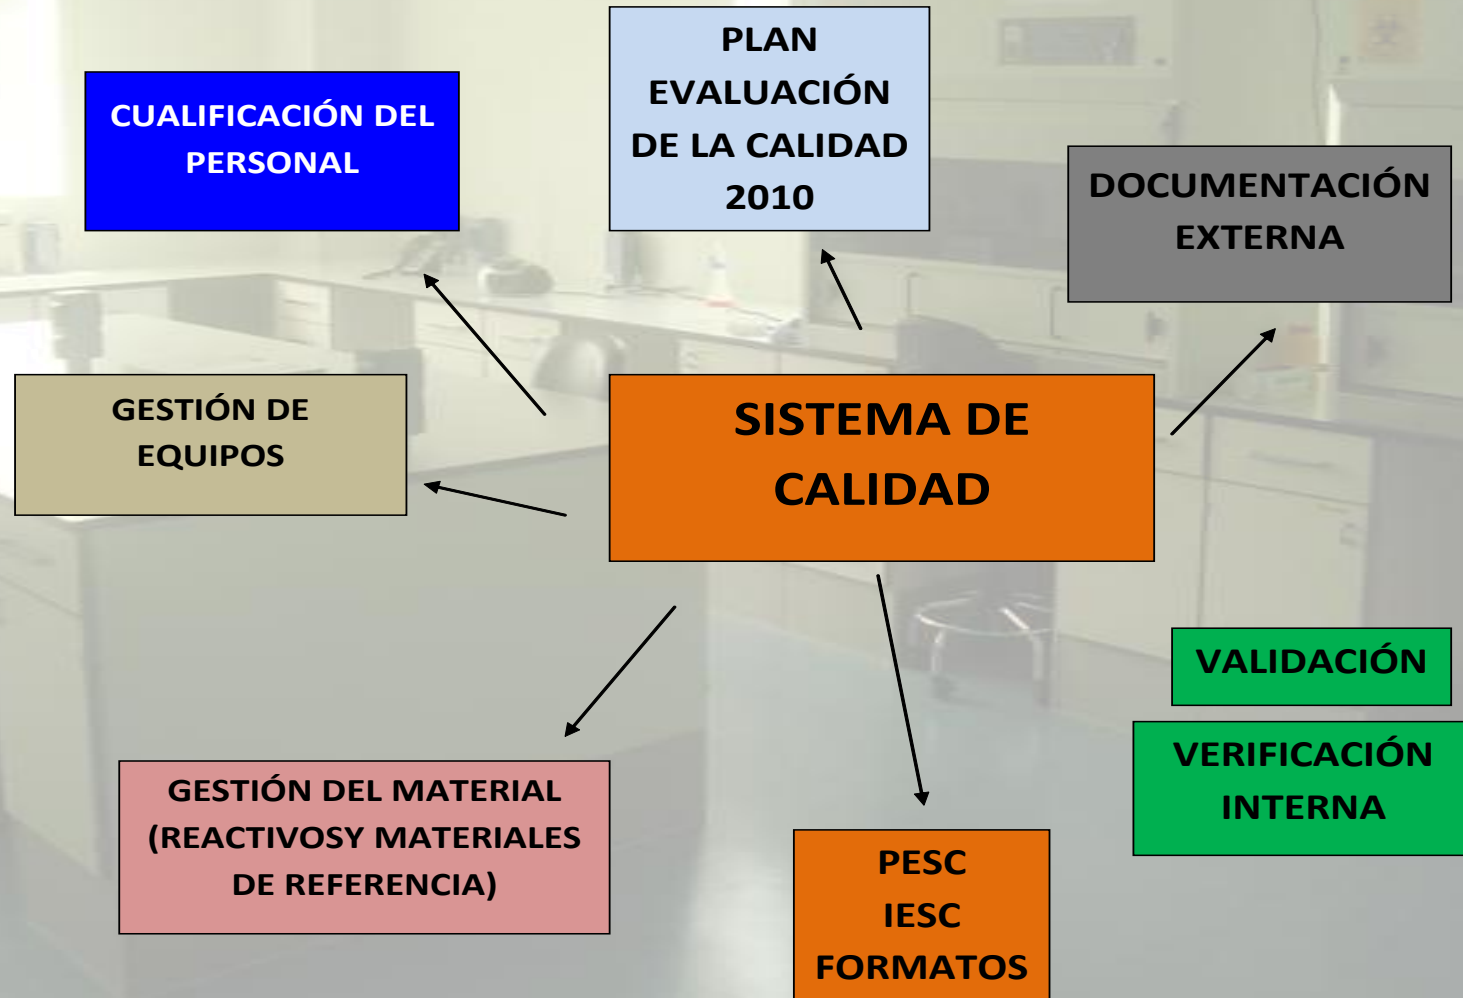 PLAN
EVALUACIÓN
DE LA CALIDAD
2010
CUALIFICACIÓN DEL
PERSONAL
DOCUMENTACIÓN
EXTERNA
GESTIÓN DE
EQUIPOS
SISTEMA DE
CALIDAD
VALIDACIÓN
VERIFICACIÓN
INTERNA
GESTIÓN DEL MATERIAL
(REACTIVOSY MATERIALES
DE REFERENCIA)
PESC
IESC
FORMATOS